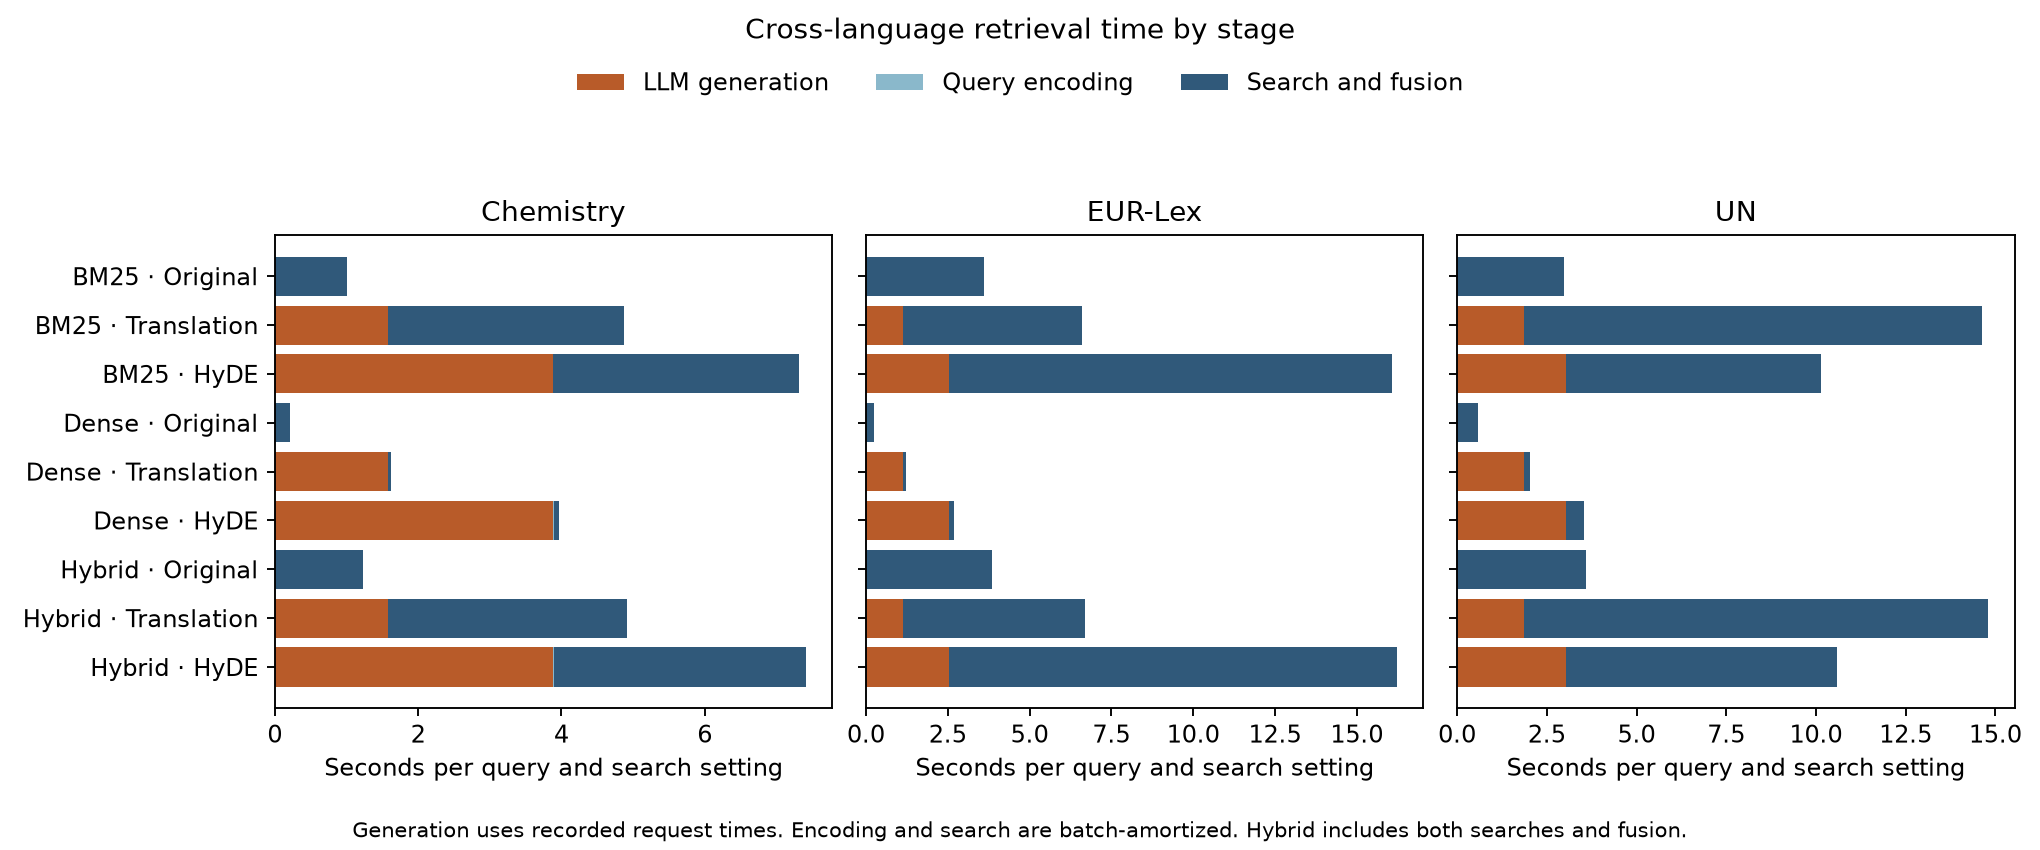 Cross-language retrieval time by stage
LLM generation
Query encoding
Search and fusion
Chemistry
EUR-Lex
UN
BM25 · Original
BM25 · Translation
BM25 · HyDE
Dense · Original
Dense · Translation
Dense · HyDE
Hybrid · Original
Hybrid · Translation
Hybrid · HyDE
0 2 4 6
0.0 2.5 5.0 7.5 10.0 12.5 15.0
0.0 2.5 5.0 7.5 10.0 12.5 15.0
Seconds per query and search setting
Seconds per query and search setting
Seconds per query and search setting
Generation uses recorded request times. Encoding and search are batch-amortized. Hybrid includes both searches and fusion.